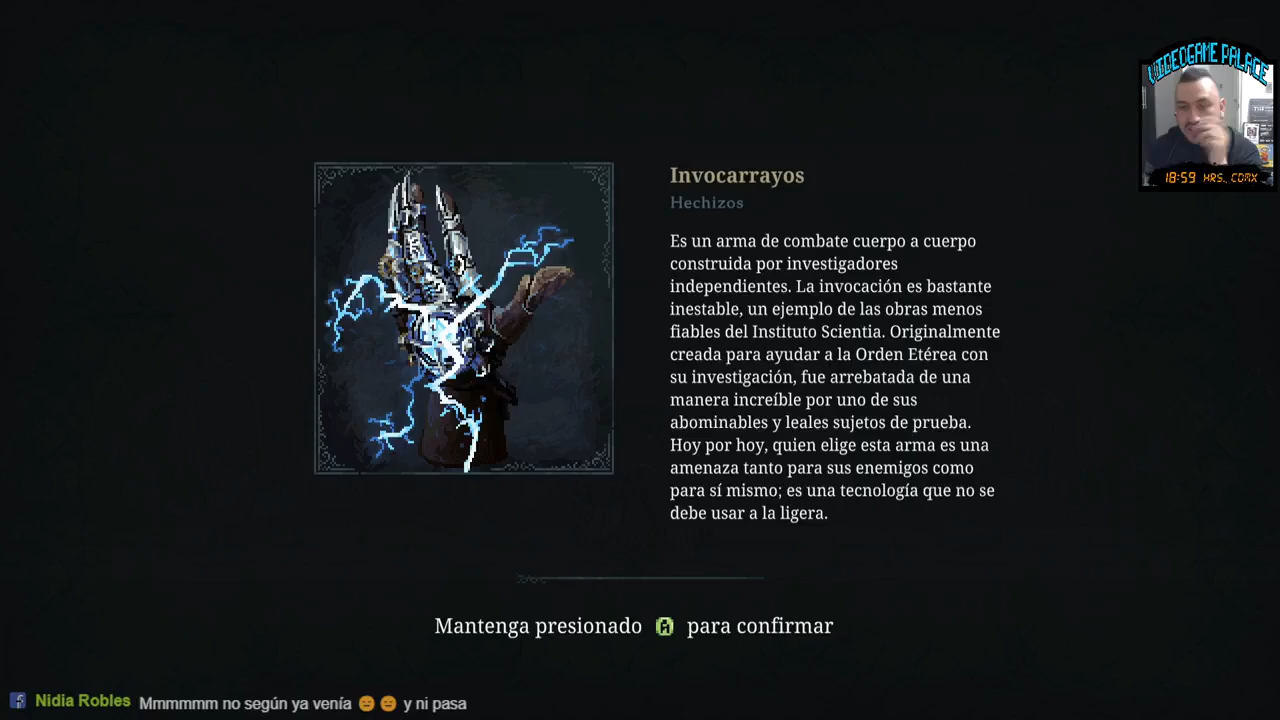 VIDEOGAME PALACE
18:59 HRS., CDMX
Invocarrayos
Hechizos
Es un arma de combate cuerpo a cuerpo
construida por investigadores
independientes. La invocación es bastante
inestable, un ejemplo de las obras menos
fiables del Instituto Scientia. Originalmente
creada para ayudar a la Orden Etérea con
su investigación, fue arrebatada de una
manera increíble por uno de sus
abominables y leales sujetos de prueba.
Hoy por hoy, quien elige esta arma es una
amenaza tanto para sus enemigos como
para sí mismo; es una tecnología que no se
debe usar a la ligera.
Mantenga presionado A para confirmar
Nidia Robles Mmmmmm no según ya venía 😑 😑 y ni pasa